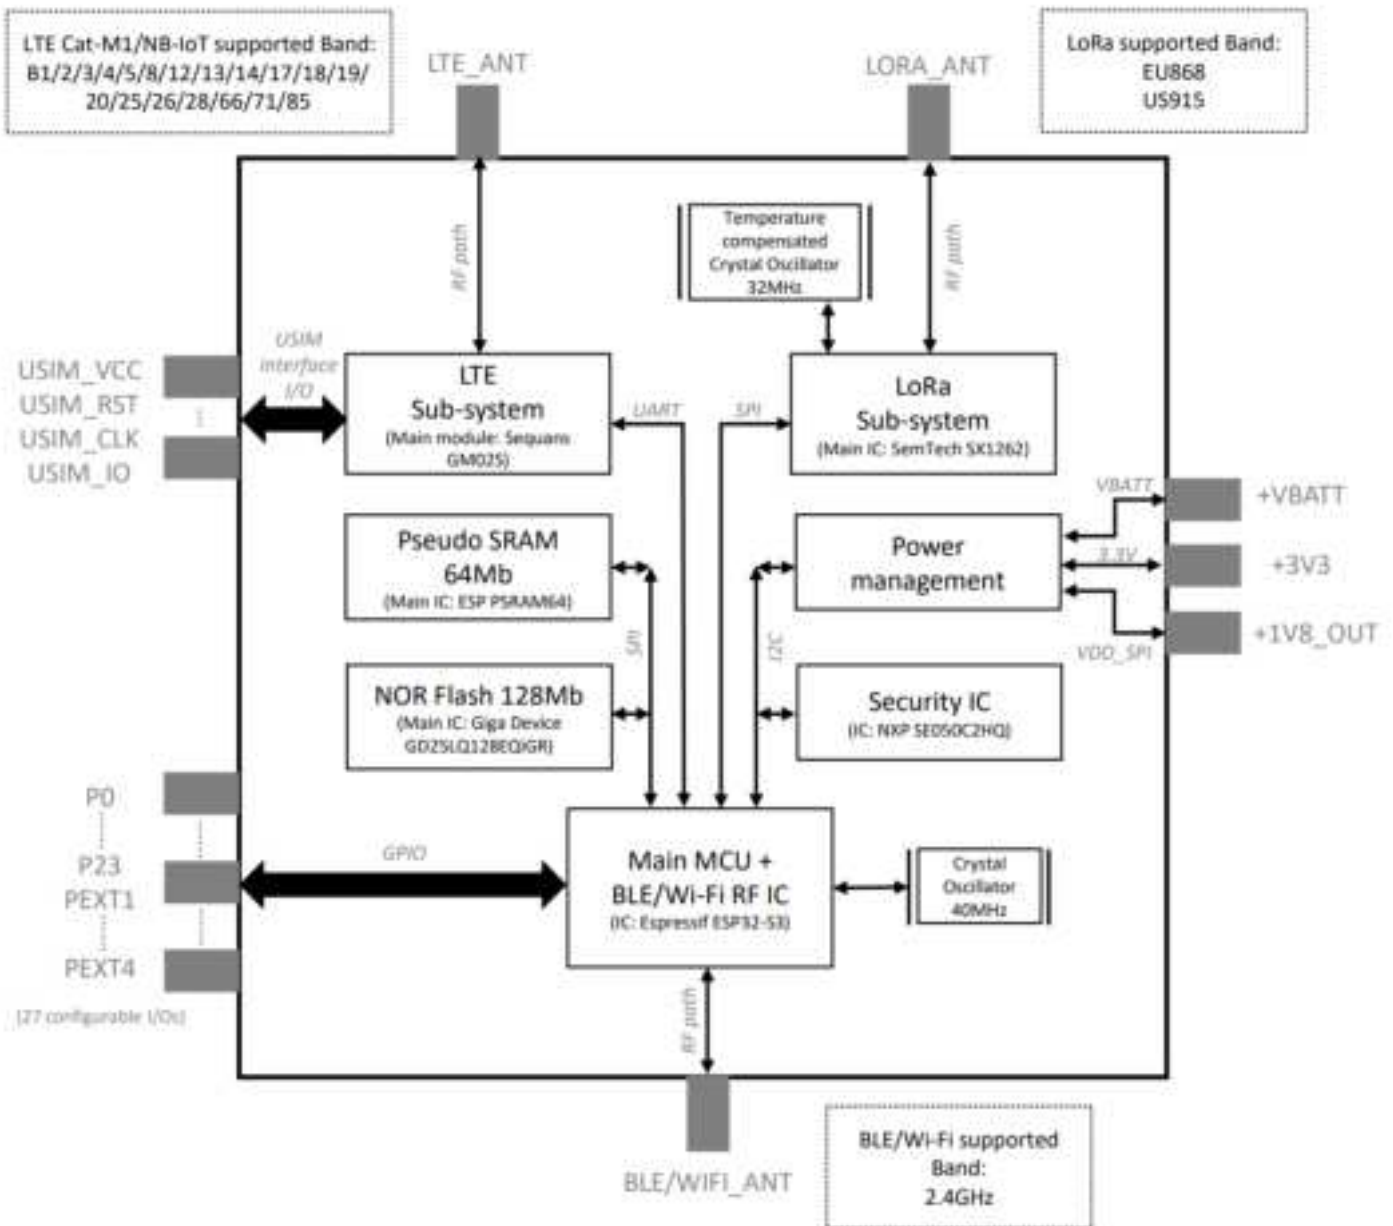 LTE Cat-M1/NB-IoT supported Band:
B1/2/3/4/5/8/12/13/14/17/18/19/
20/25/26/28/66/71/85
LTE_ANT
LORA_ANT
LoRa supported Band:
EU868
US915
RF path
Temperature
compensated
Crystal Oscillator
32MHz
RF path
USIM
interface
I/O
USIM_VCC
USIM_RST
USIM_CLK
USIM_IO
LTE
Sub-system
(Main module: Sequans
GM02S)
UART
SPI
LoRa
Sub-system
(Main IC: SemTech SX1262)
Pseudo SRAM
64Mb
(Main IC: ESP PSRAM64)
Power
management
VBATT
+VBATT
3.3V
+3V3
VDD_SPI
+1V8_OUT
SPI
I2C
NOR Flash 128Mb
(Main IC: Giga Device
GD25LQ128EQIGR)
Security IC
(IC: NXP SE050C2HQ)
P0
P23
PEXT1
PEXT4
(27 configurable I/Os)
GPIO
Main MCU +
BLE/Wi-Fi RF IC
(IC: Espressif ESP32-S3)
Crystal
Oscillator
40MHz
RF path
BLE/WIFI_ANT
BLE/Wi-Fi supported
Band:
2.4GHz